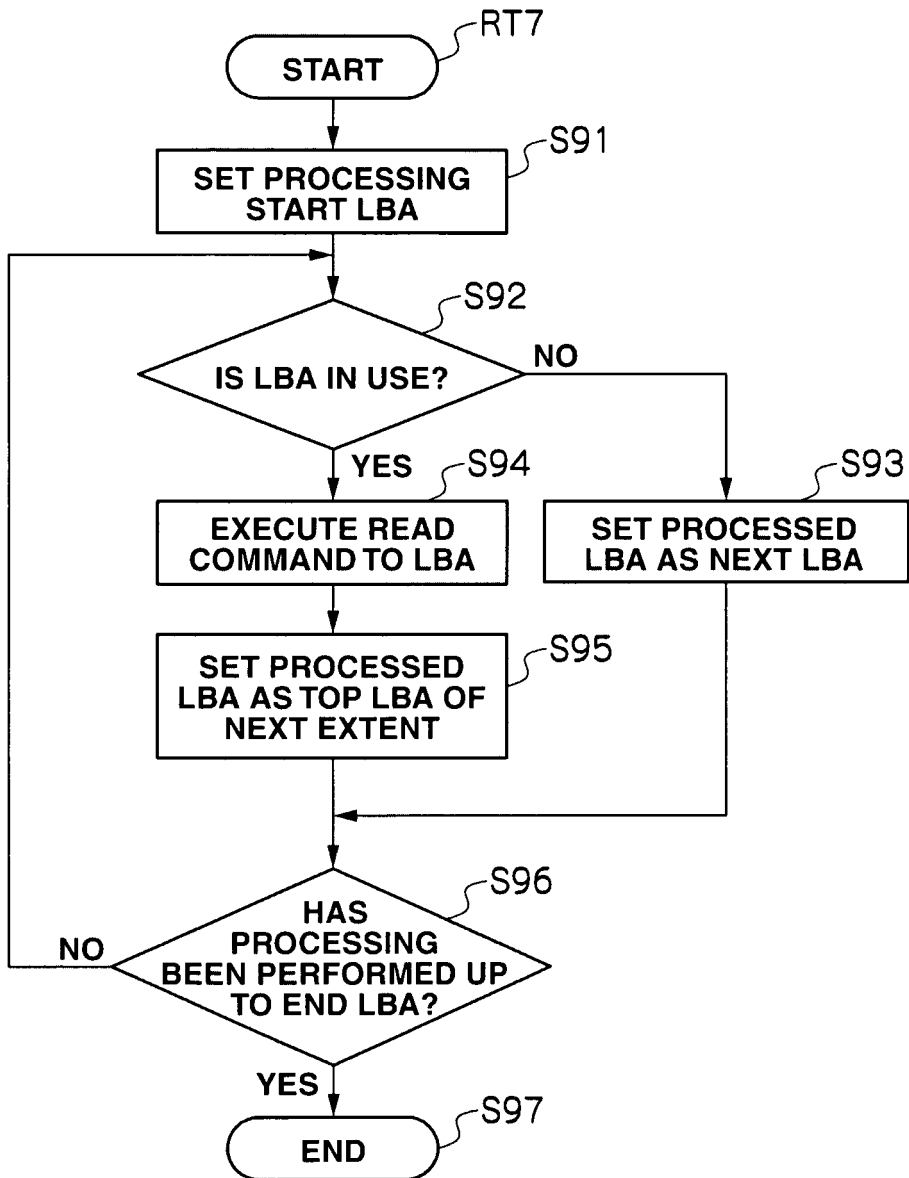 RT7
START
S91
SET PROCESSING
START LBA
S92
IS LBA IN USE?
NO
YES
S94
EXECUTE READ
COMMAND TO LBA
S93
SET PROCESSED
LBA AS NEXT LBA
S95
SET PROCESSED
LBA AS TOP LBA OF
NEXT EXTENT
S96
HAS
PROCESSING
BEEN PERFORMED UP
TO END LBA?
NO
YES
S97
END